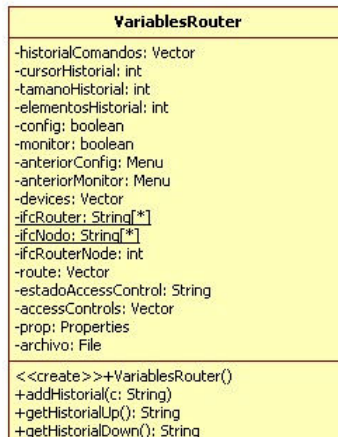 VariablesRouter
-historialComandos: Vector
-cursorHistorial: int
-tamanoHistorial: int
-elementosHistorial: int
-config: boolean
-monitor: boolean
-anteriorConfig: Menu
-anteriorMonitor: Menu
-devices: Vector
-ifcRouter: String[*]
-ifcNodo: String[*]
-ifcRouterNode: int
-route: Vector
-estadoAccessControl: String
-accessControls: Vector
-prop: Properties
-archivo: File
<<create>>+VariablesRouter()
+addHistorial(c: String)
+getHistorialUp(): String
+getHistorialDown(): String